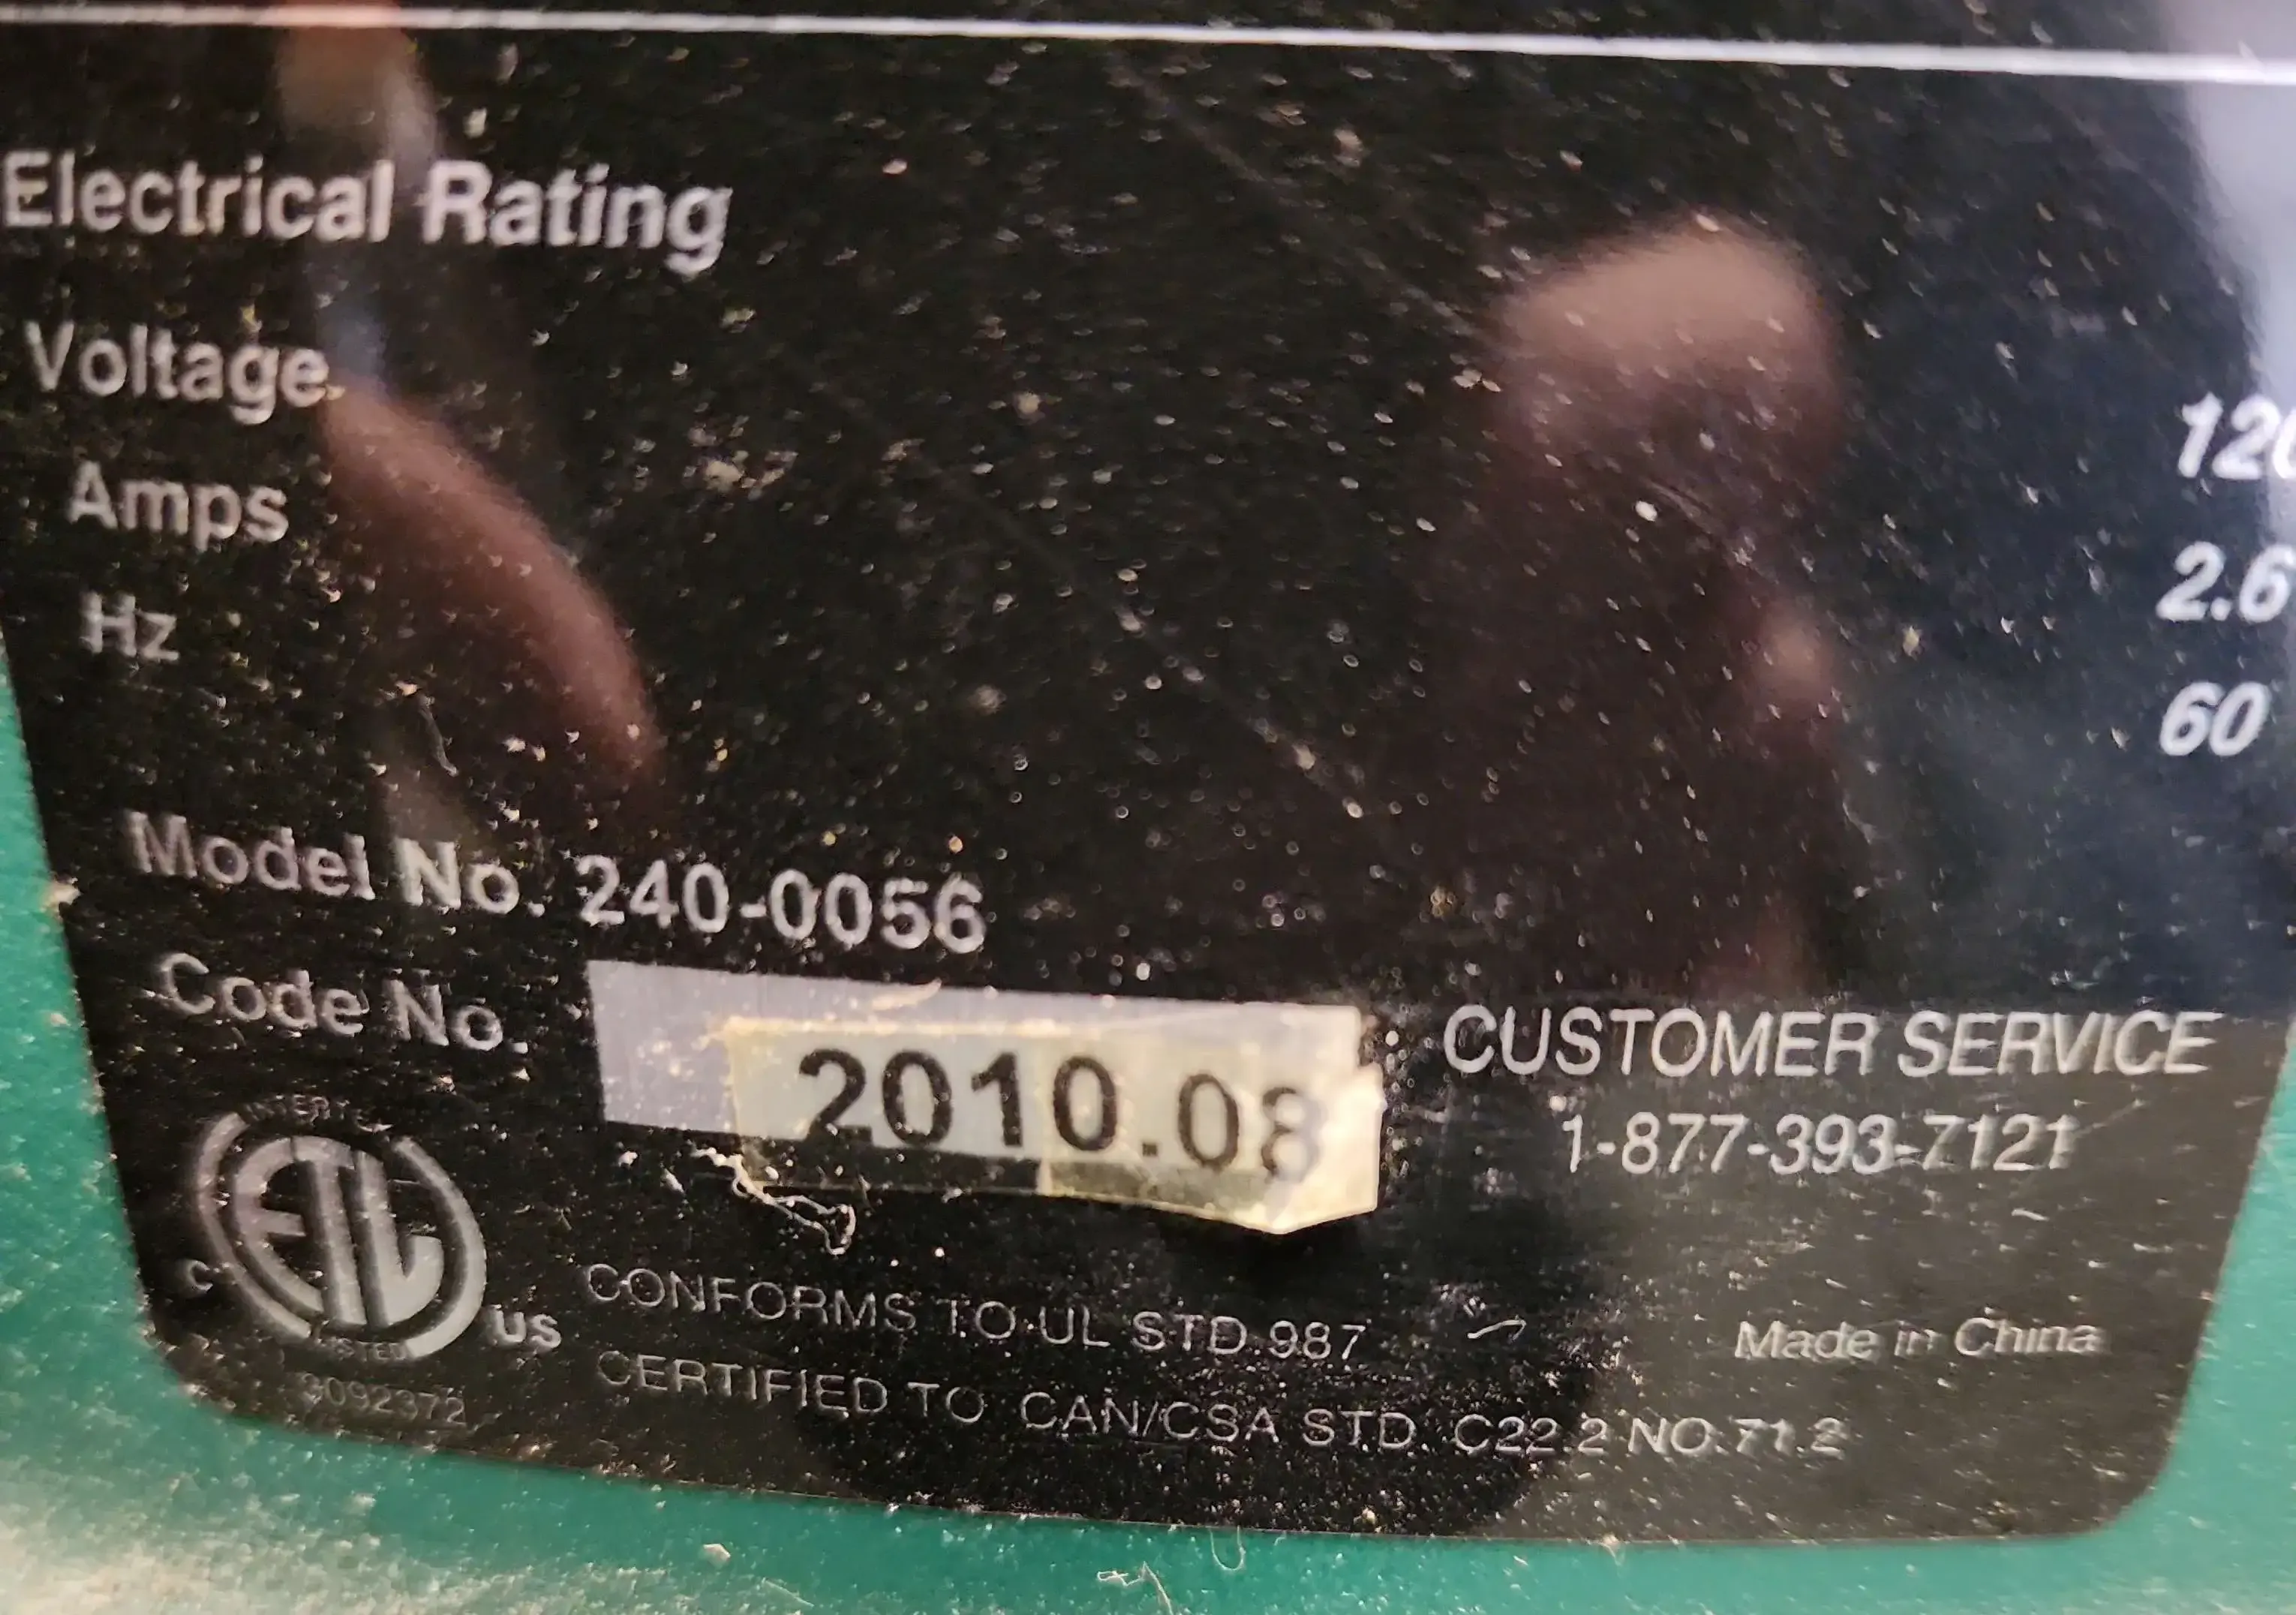 Electrical Rating
Voltage
120
Amps
2.6
Hz
60
Model No. 240-0056
Code No. 2010.08
CUSTOMER SERVICE
1-877-393-7121
INTERTEK
ETL
LISTED
C US
3092372
CONFORMS TO UL STD.987
Made in China
CERTIFIED TO CAN/CSA STD. C22.2 NO.71.2